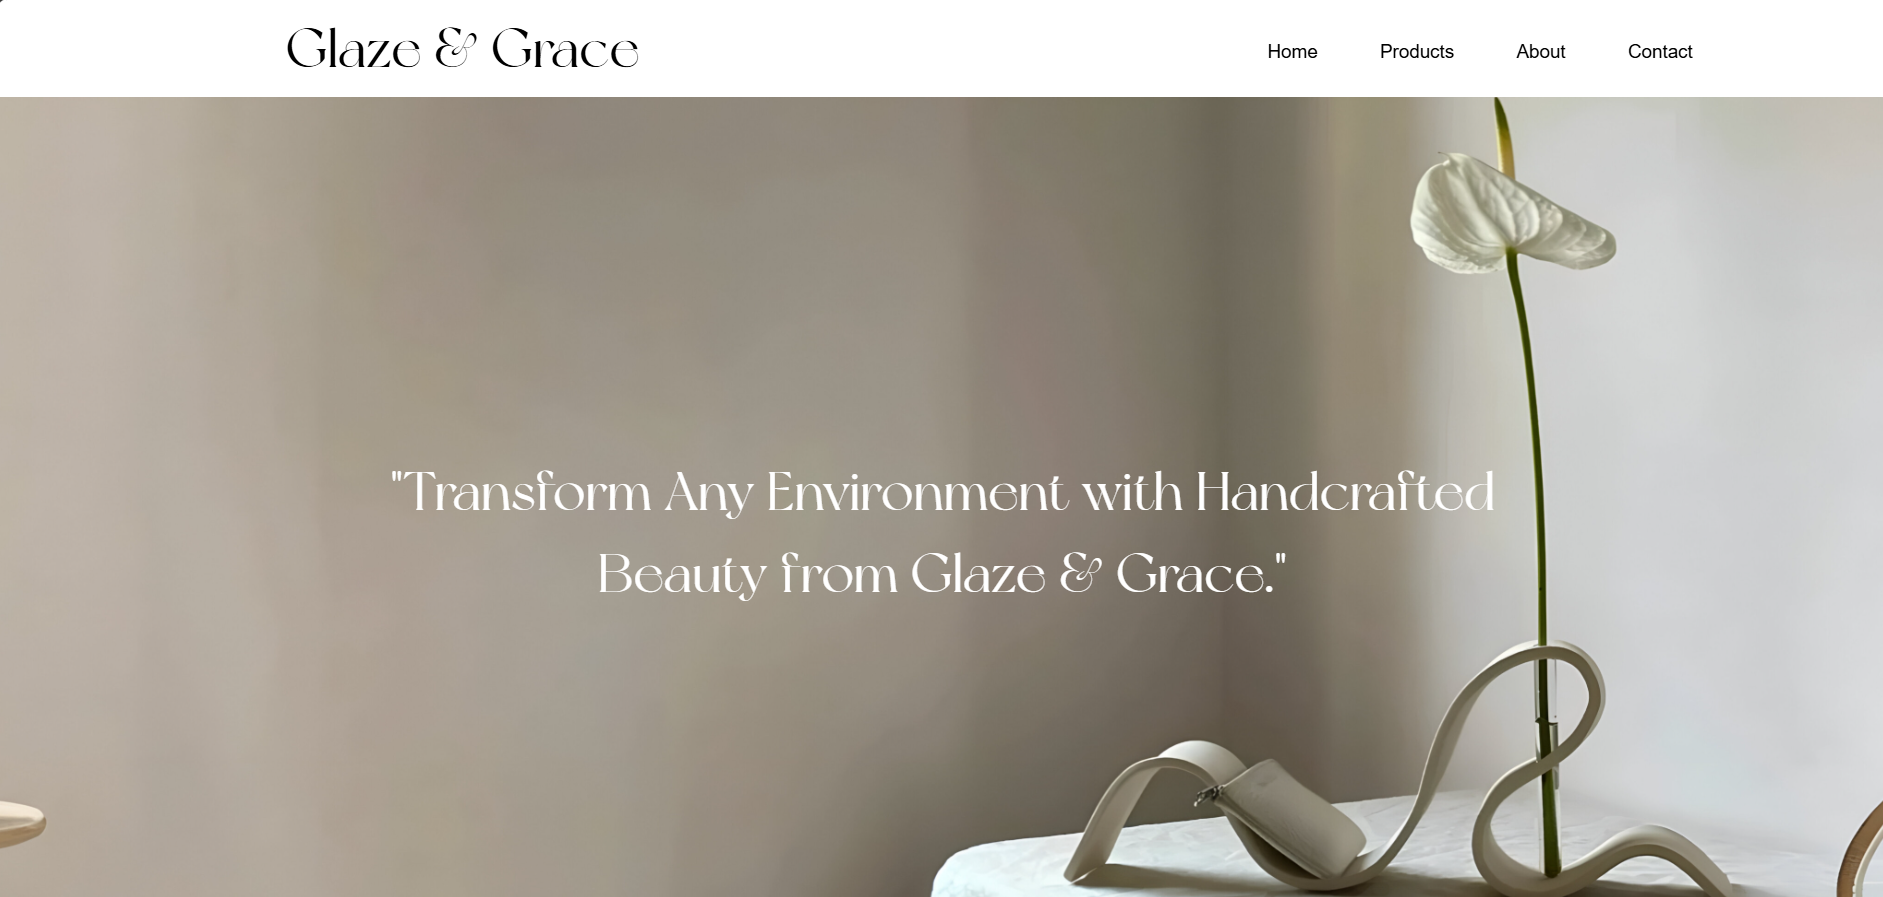 Glaze & Grace
Home Products About Contact
"Transform Any Environment with Handcrafted
Beauty from Glaze & Grace."